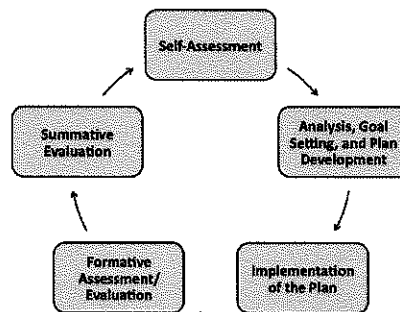 Self-Assessment
Analysis, Goal
Setting, and Plan
Development
Implementation
of the Plan
Formative
Assessment/
Evaluation
Summative
Evaluation